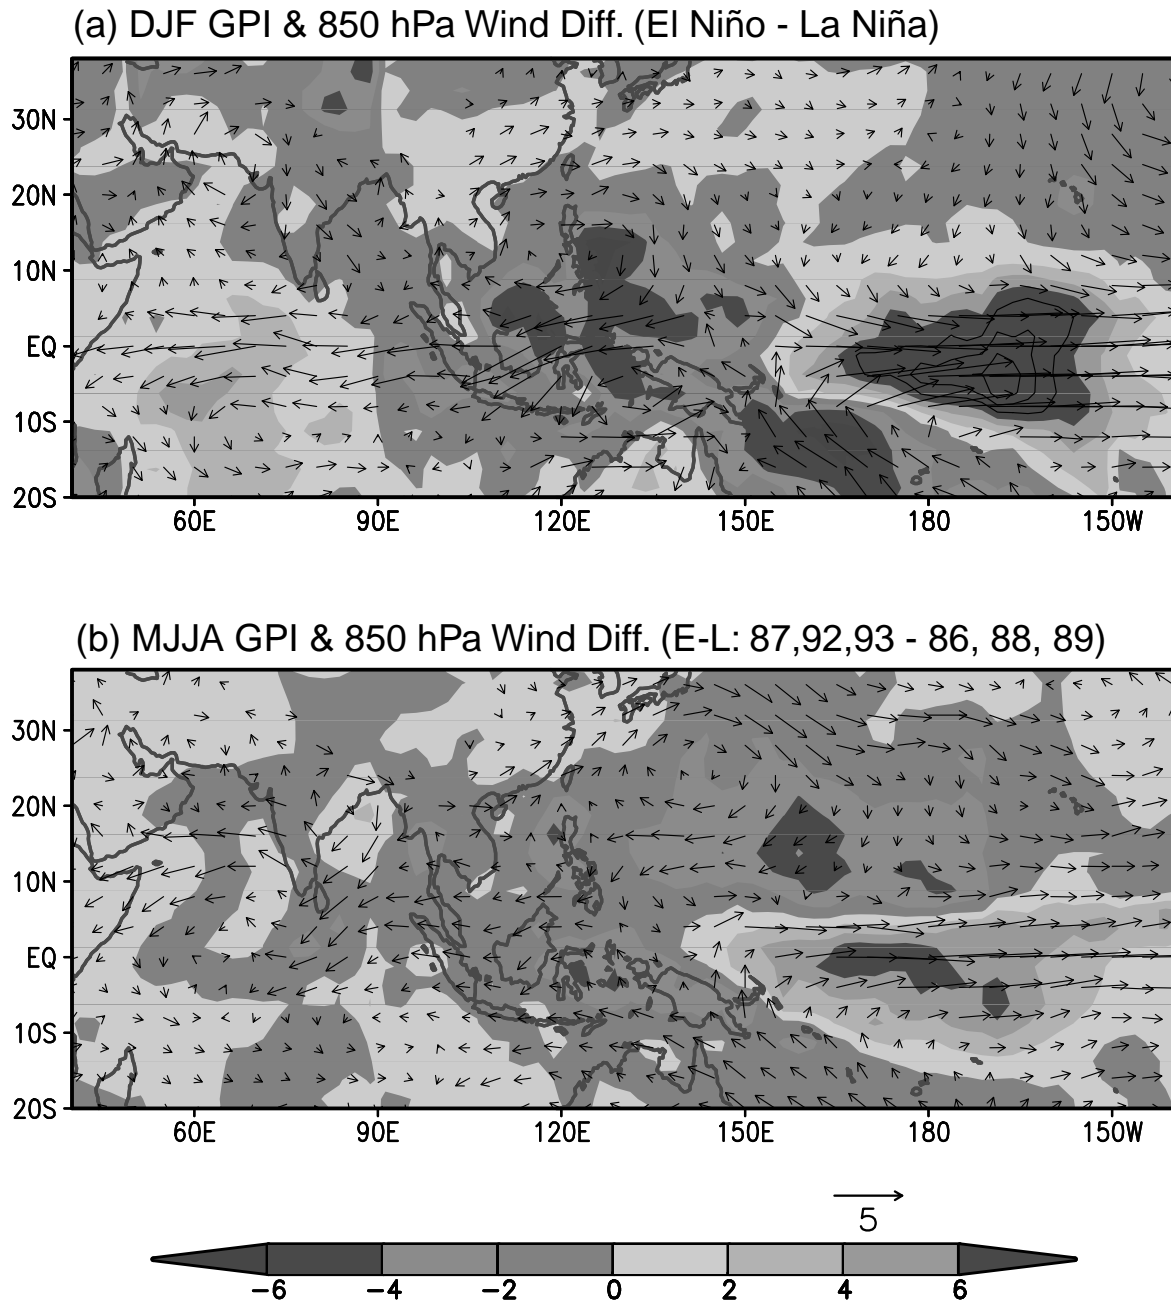 (a) DJF GPI & 850 hPa Wind Diff. (El Niño - La Niña)
30N
20N
10N
EQ
10S
20S
60E 90E 120E 150E 180 150W
(b) MJJA GPI & 850 hPa Wind Diff. (E-L: 87,92,93 - 86, 88, 89)
30N
20N
10N
EQ
10S
20S
60E 90E 120E 150E 180 150W
5
−6 −4 −2 0 2 4 6